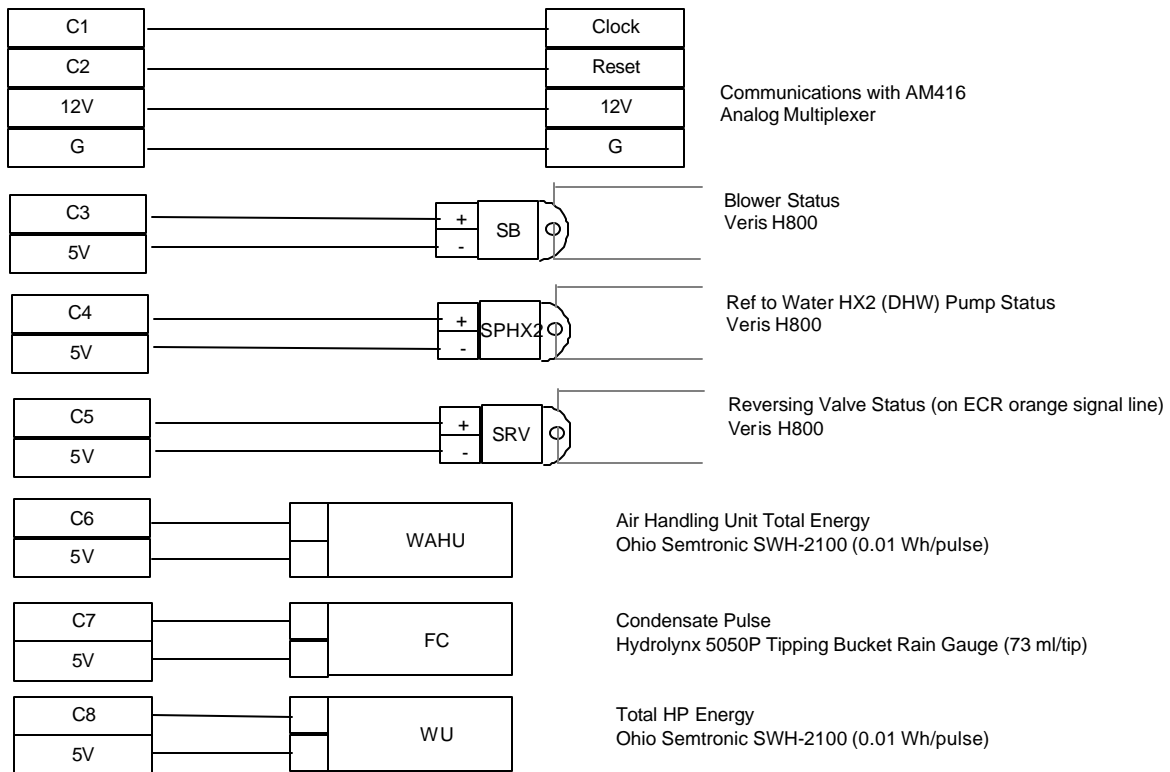 C1
Clock
C2
Reset
12V
12V
G
G
Communications with AM416
Analog Multiplexer
C3
5V
+
-
SB
Blower Status
Veris H800
C4
5V
+
-
SPHX2
Ref to Water HX2 (DHW) Pump Status
Veris H800
C5
5V
+
-
SRV
Reversing Valve Status (on ECR orange signal line)
Veris H800
C6
5V
WAHU
Air Handling Unit Total Energy
Ohio Semtronic SWH-2100 (0.01 Wh/pulse)
C7
5V
FC
Condensate Pulse
Hydrolynx 5050P Tipping Bucket Rain Gauge (73 ml/tip)
C8
5V
WU
Total HP Energy
Ohio Semtronic SWH-2100 (0.01 Wh/pulse)